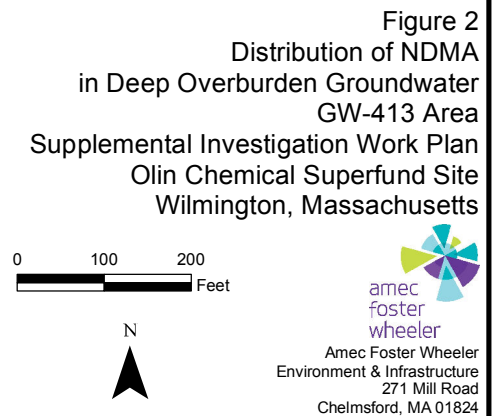 Figure 2
Distribution of NDMA
in Deep Overburden Groundwater
GW-413 Area
Supplemental Investigation Work Plan
Olin Chemical Superfund Site
Wilmington, Massachusetts
0 100 200
Feet
N
amec
foster
wheeler
Amec Foster Wheeler
Environment & Infrastructure
271 Mill Road
Chelmsford, MA 01824